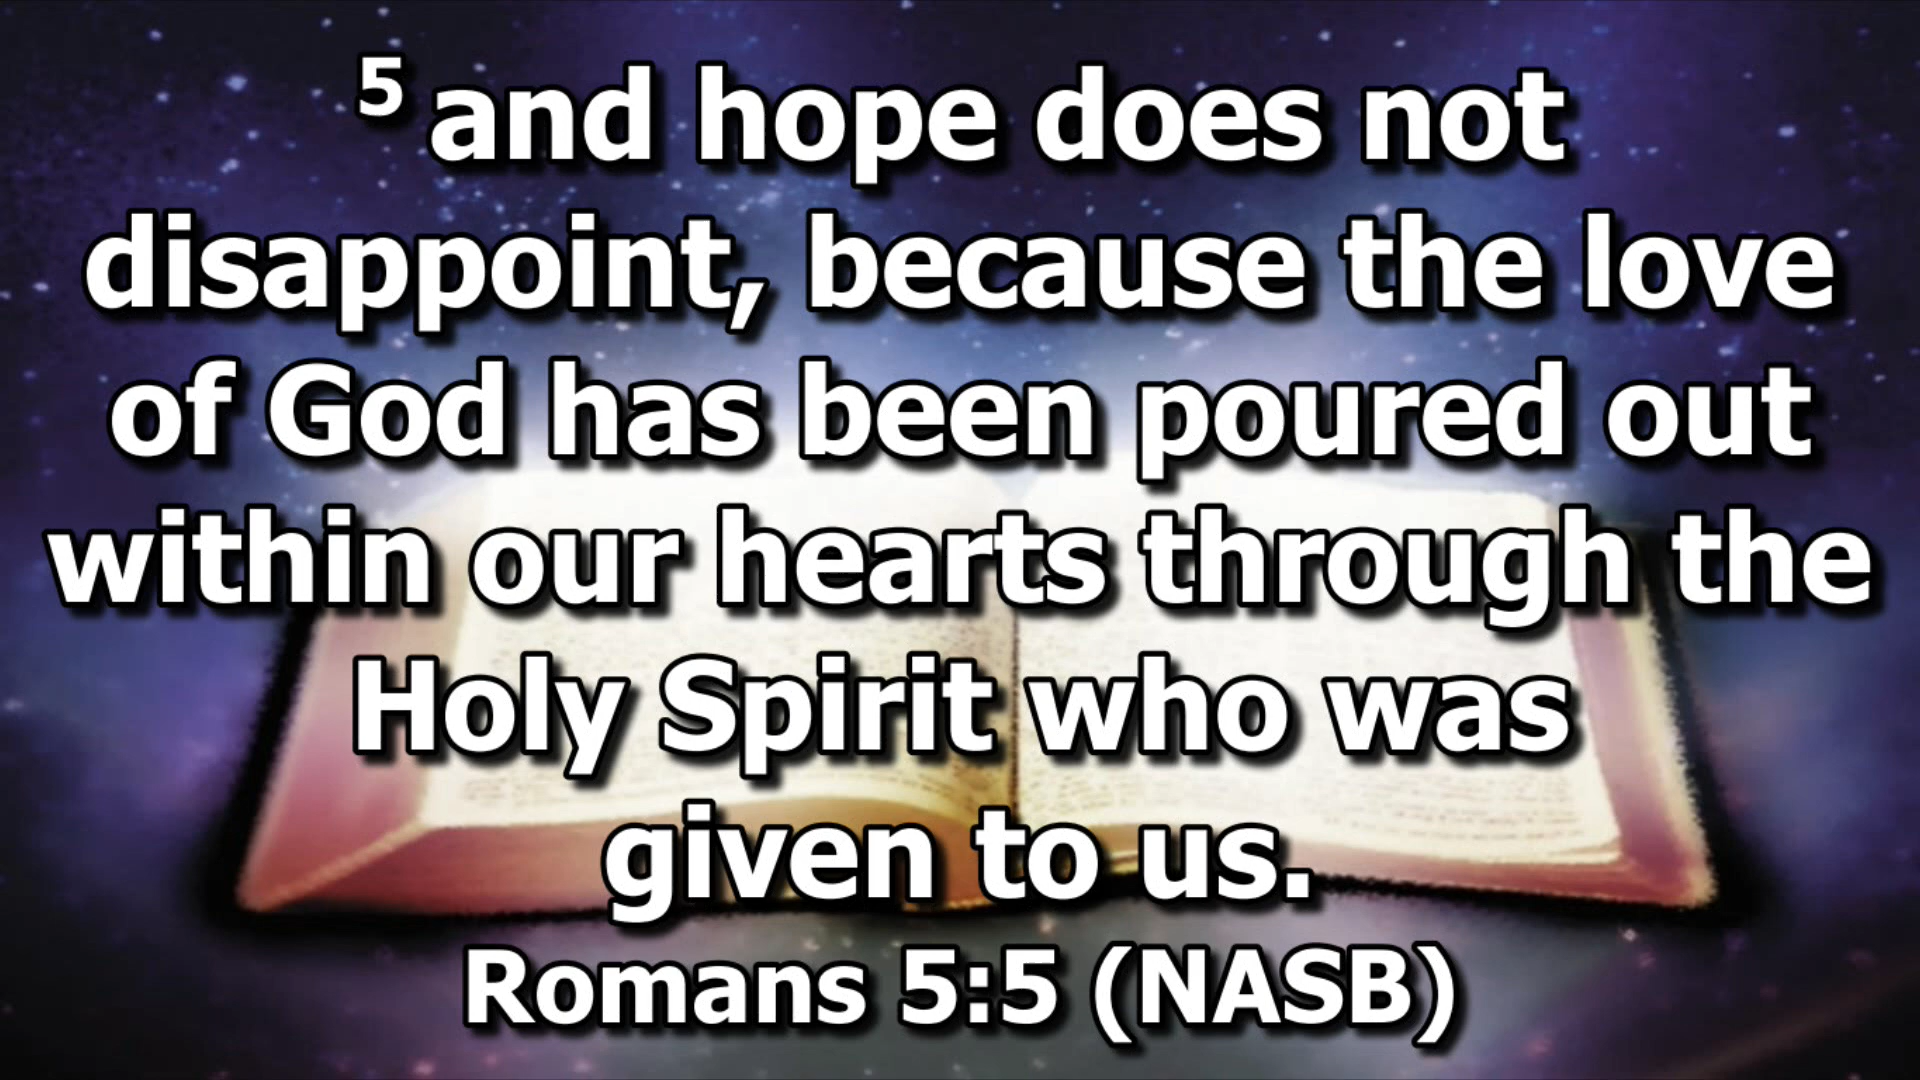 5 and hope does not
disappoint, because the love
of God has been poured out
within our hearts through the
Holy Spirit who was
given to us.
Romans 5:5 (NASB)